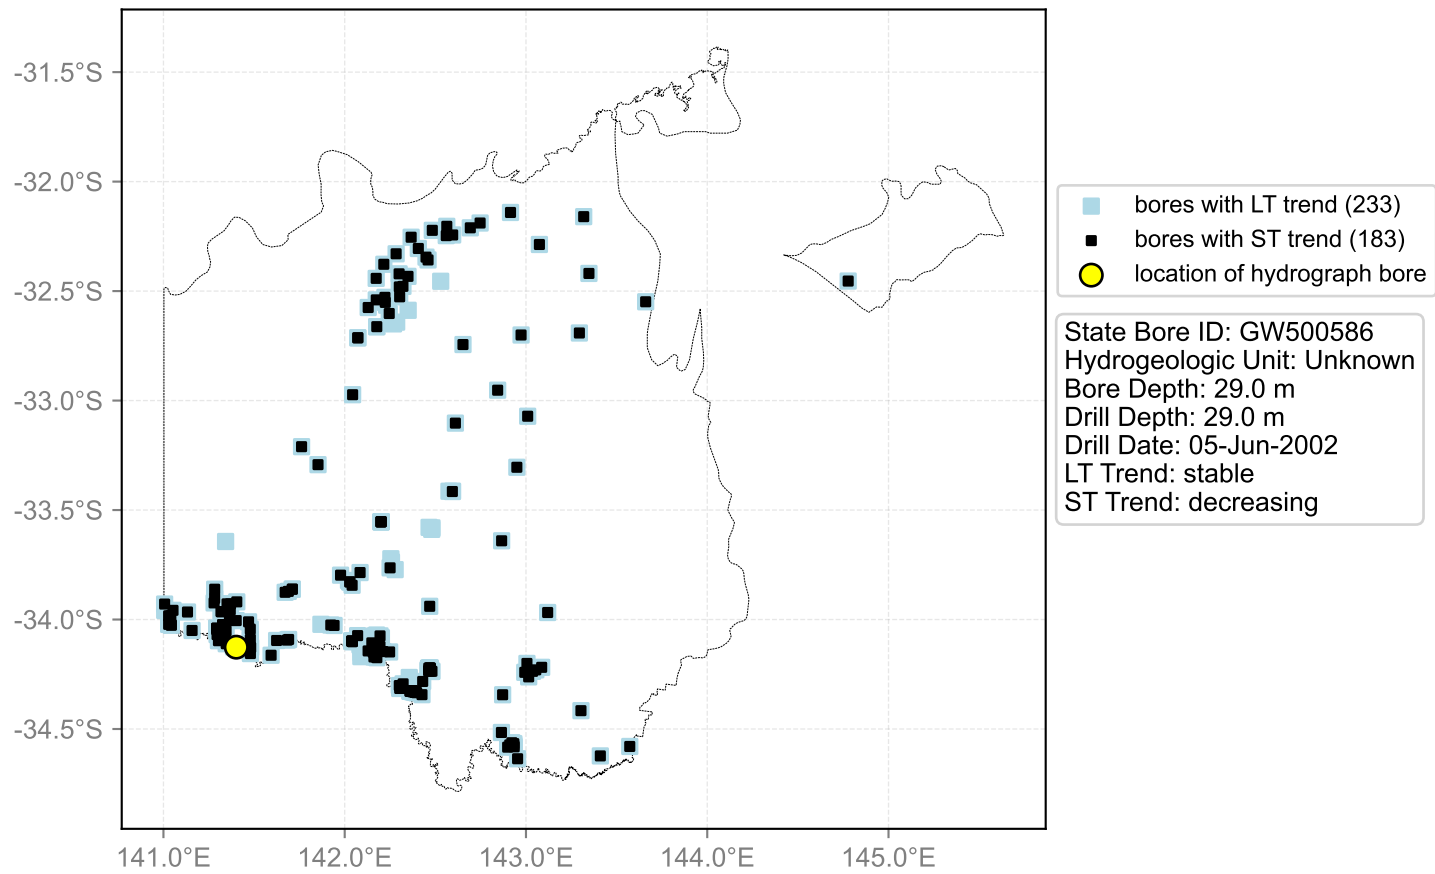 -31.5°S
-32.0°S
-32.5°S
-33.0°S
-33.5°S
-34.0°S
-34.5°S
141.0°E
142.0°E
143.0°E
144.0°E
145.0°E
bores with LT trend (233)
bores with ST trend (183)
location of hydrograph bore
State Bore ID: GW500586
Hydrogeologic Unit: Unknown
Bore Depth: 29.0 m
Drill Depth: 29.0 m
Drill Date: 05-Jun-2002
LT Trend: stable
ST Trend: decreasing